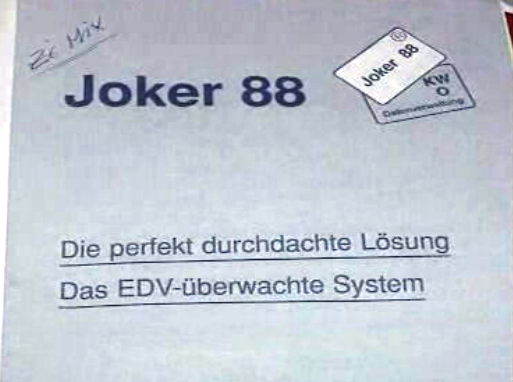 Zi Mix
Joker 88
®
Joker 88
KW
O
Datenverwaltung
Die perfekt durchdachte Lösung
Das EDV-überwachte System